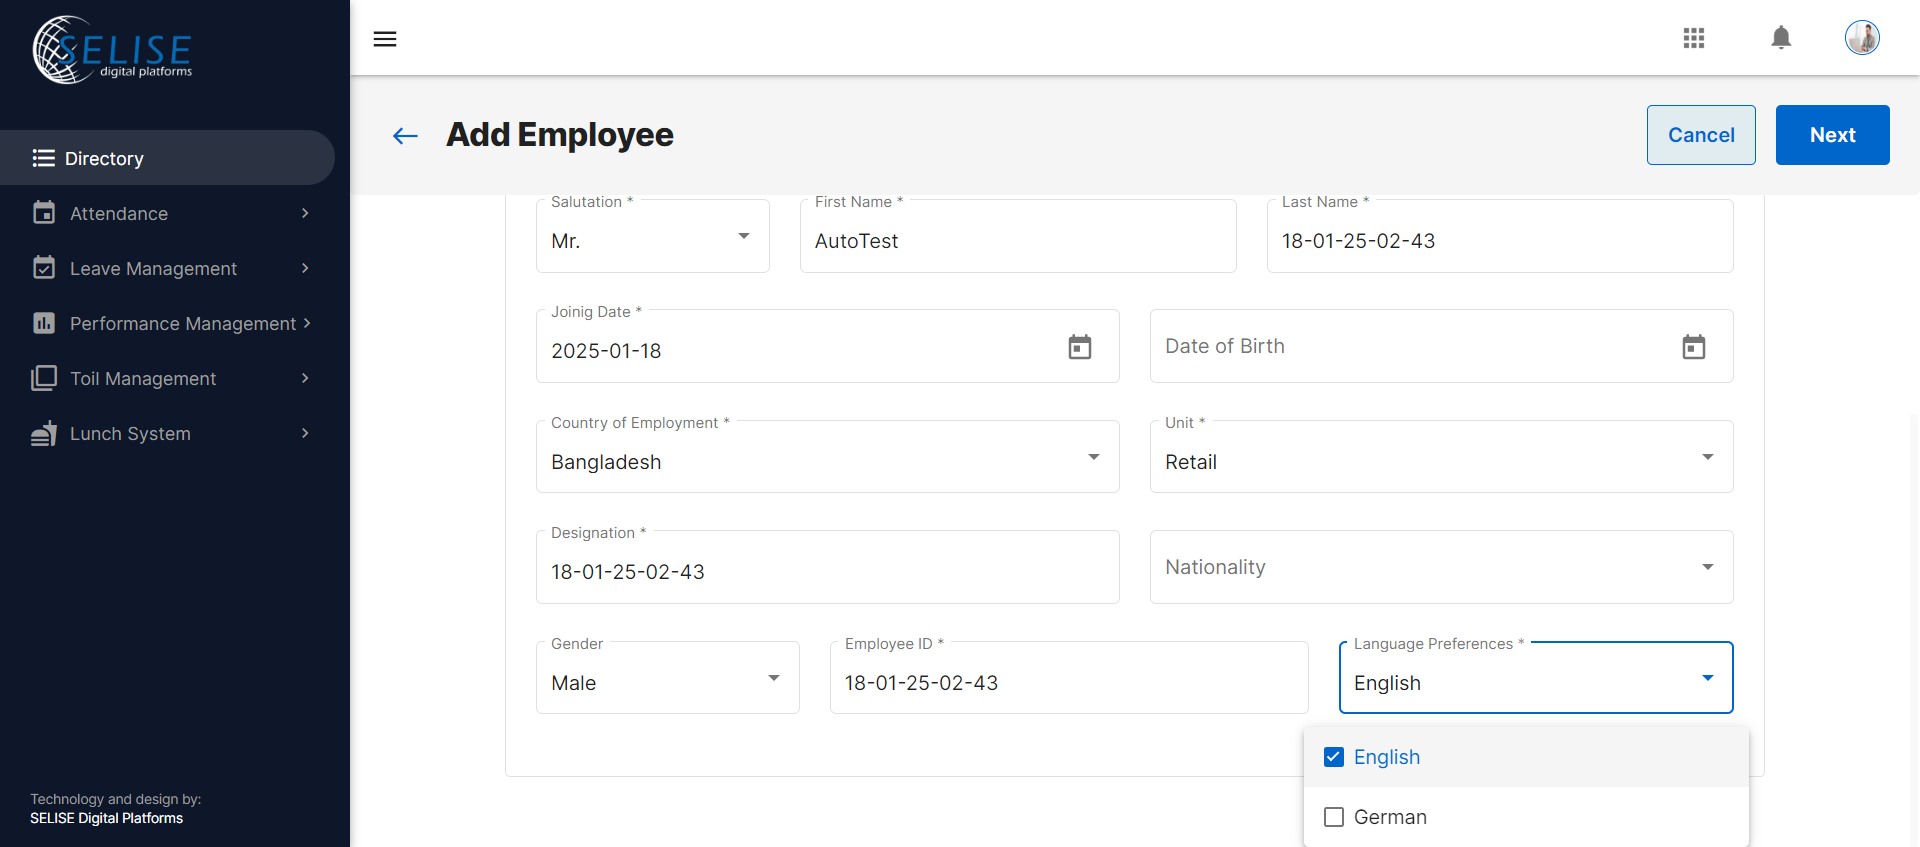 SELISE
digital platforms
Directory
Attendance
Leave Management
Performance Management
Toil Management
Lunch System
Technology and design by:
SELISE Digital Platforms
Add Employee
Cancel
Next
Salutation *
First Name *
Last Name *
Mr.
AutoTest
18-01-25-02-43
Joinig Date *
2025-01-18
Date of Birth
Country of Employment *
Unit *
Bangladesh
Retail
Designation *
18-01-25-02-43
Nationality
Gender
Employee ID *
Language Preferences *
Male
18-01-25-02-43
English
English
German